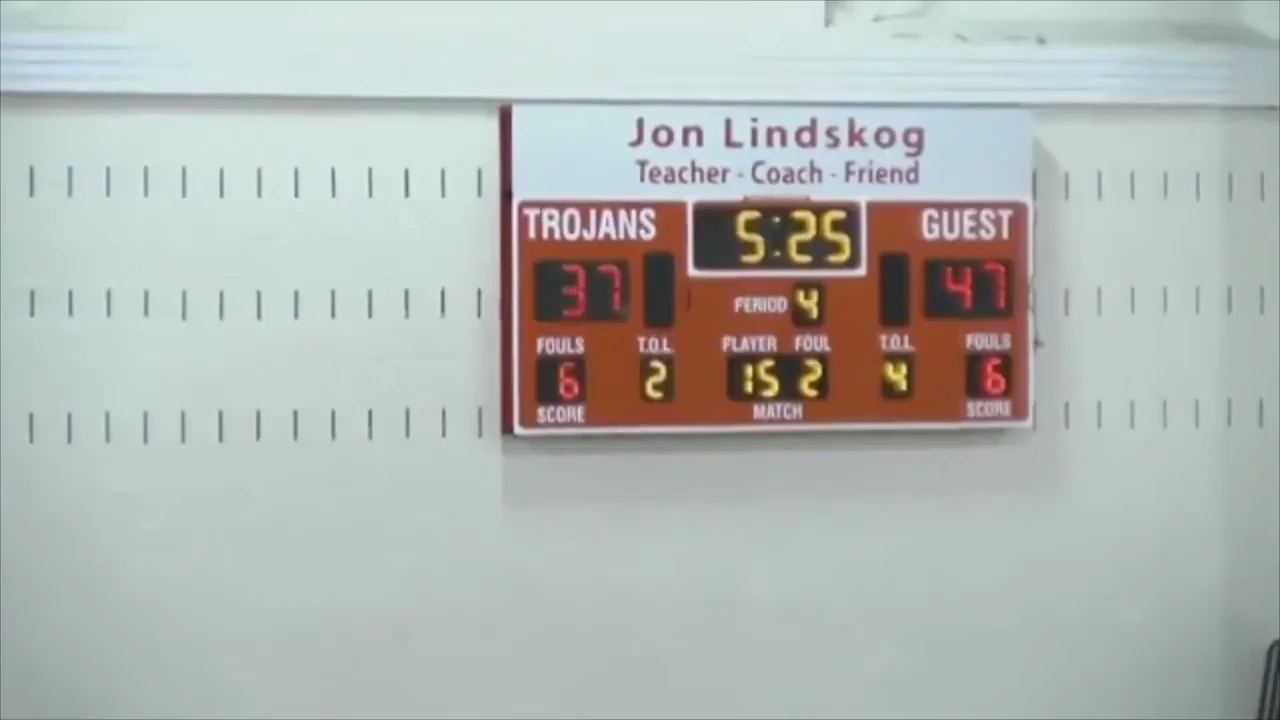 Jon Lindskog
Teacher - Coach - Friend
TROJANS 5:25 GUEST
37 PERIOD 4 47
FOULS T.O.L. PLAYER FOUL T.O.L. FOULS
6 2 15 2 4 6
SCORE MATCH SCORE